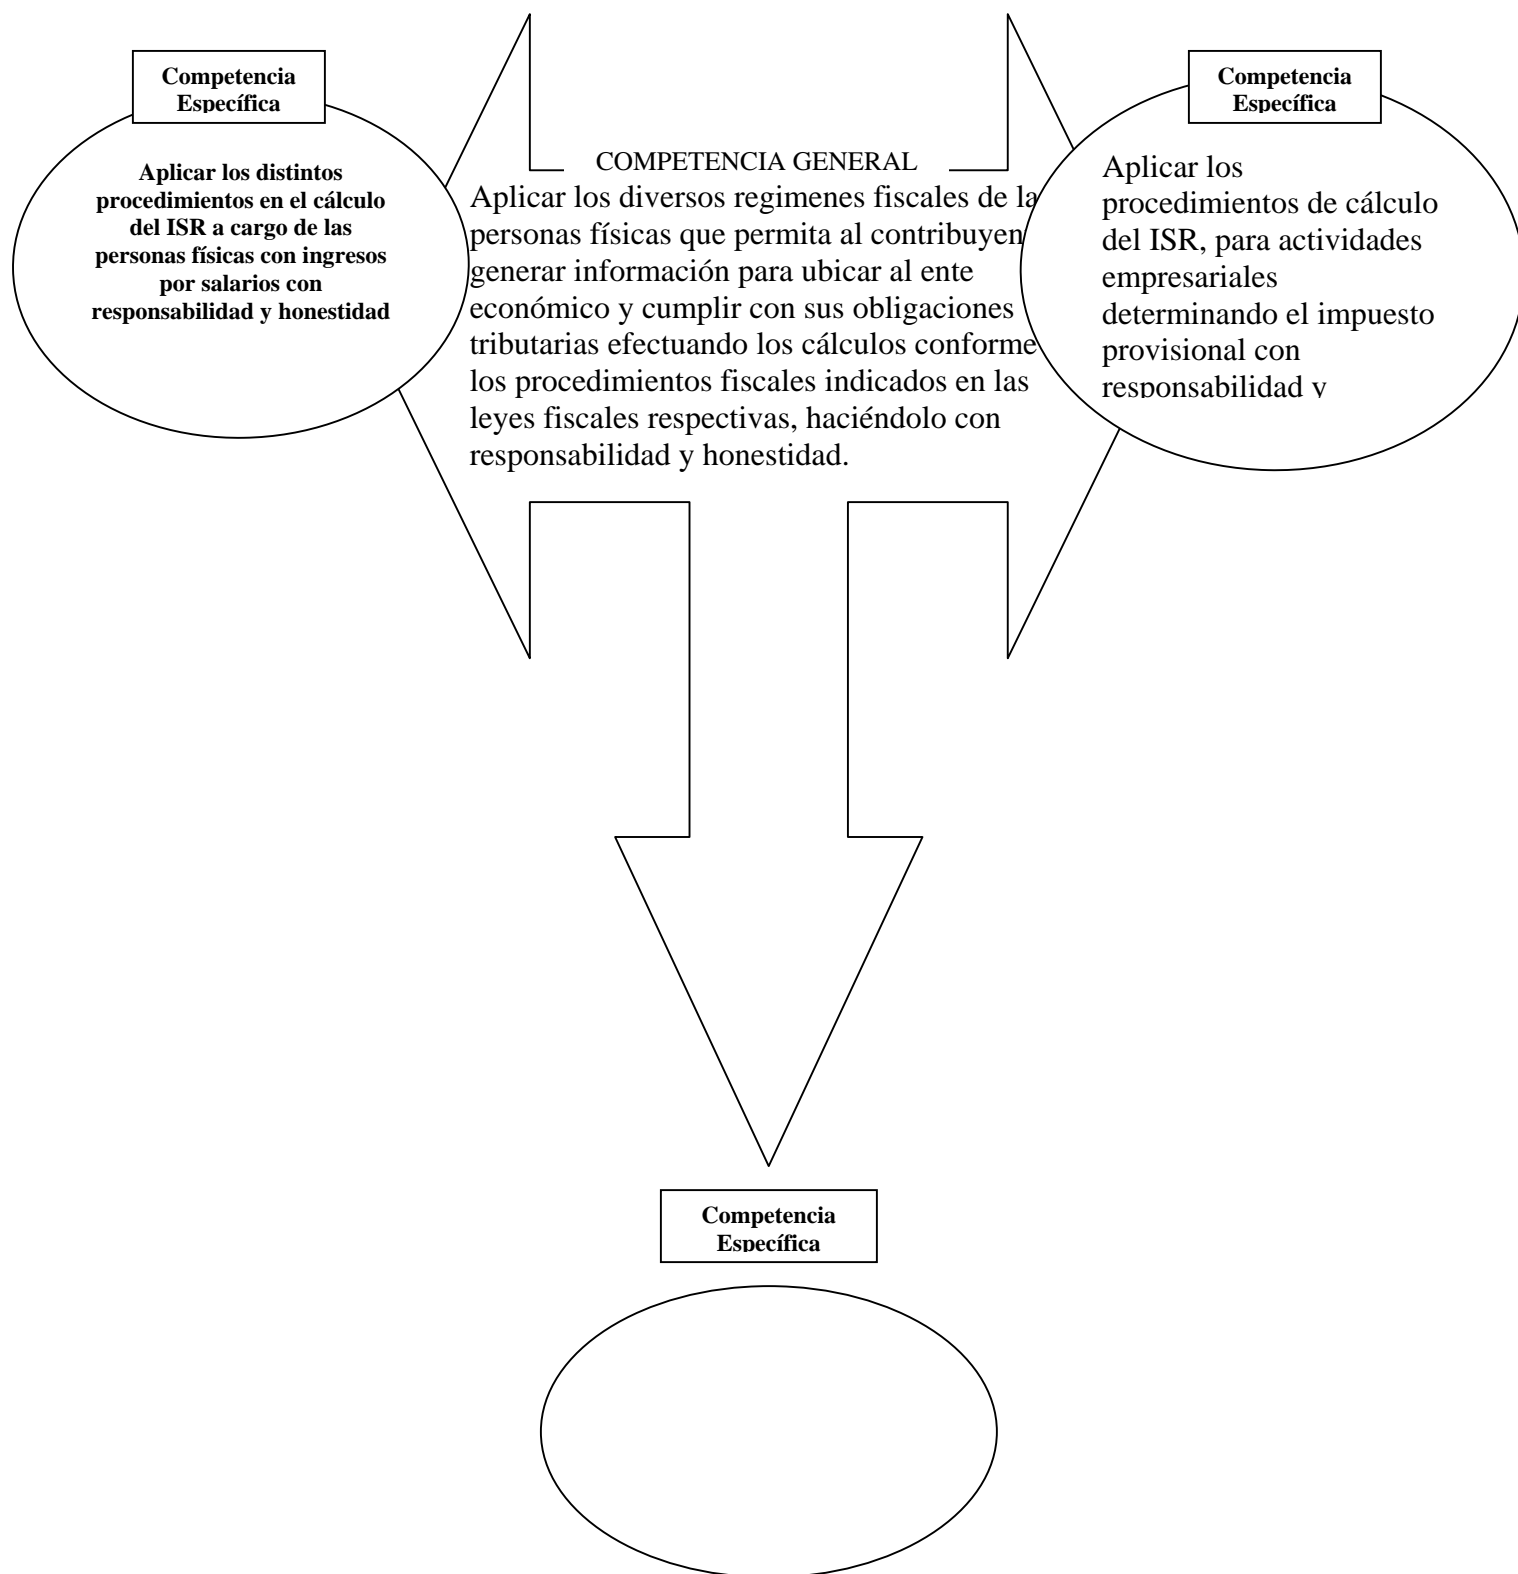 Competencia
Específica
Aplicar los distintos
procedimientos en el cálculo
del ISR a cargo de las
personas físicas con ingresos
por salarios con
responsabilidad y honestidad
COMPETENCIA GENERAL
Aplicar los diversos regimenes fiscales de la
personas físicas que permita al contribuyen
generar información para ubicar al ente
económico y cumplir con sus obligaciones
tributarias efectuando los cálculos conforme
los procedimientos fiscales indicados en las
leyes fiscales respectivas, haciéndolo con
responsabilidad y honestidad.
Competencia
Específica
Aplicar los
procedimientos de cálculo
del ISR, para actividades
empresariales
determinando el impuesto
provisional con
responsabilidad y
Competencia
Específica